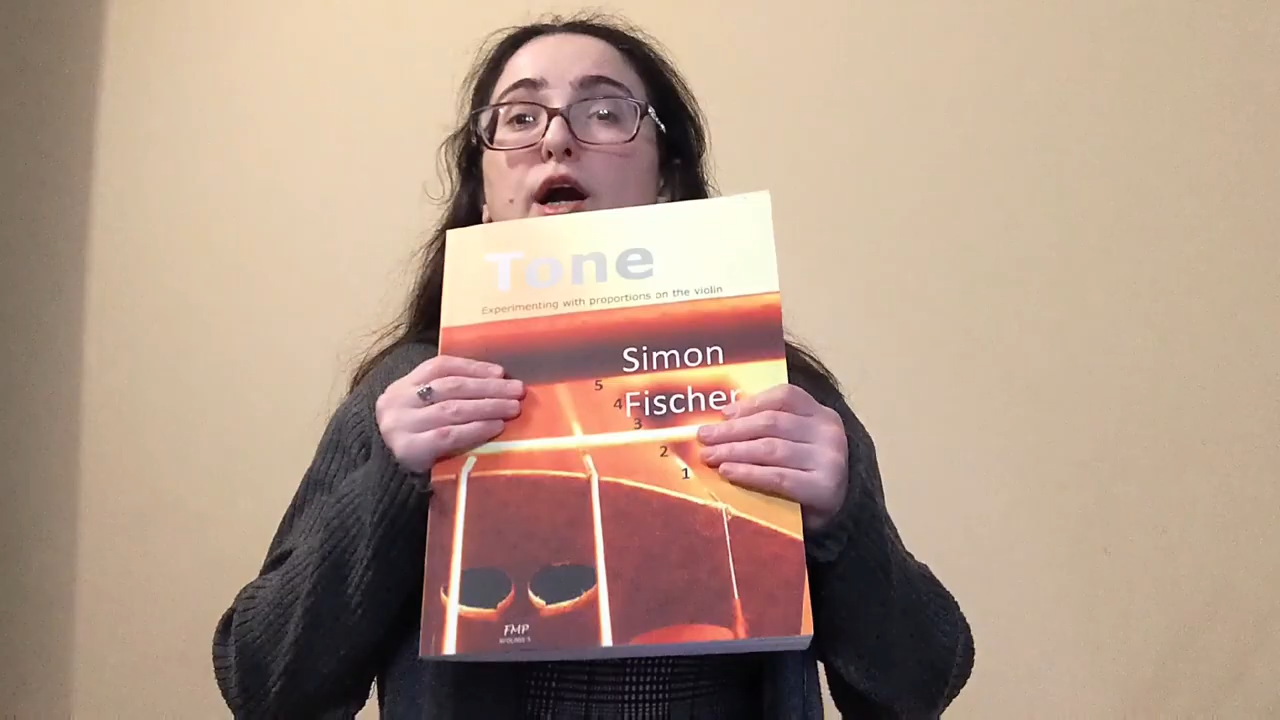 Tone
Experimenting with proportions on the violin
Simon
Fischer
5
4
3
2
1
FMP